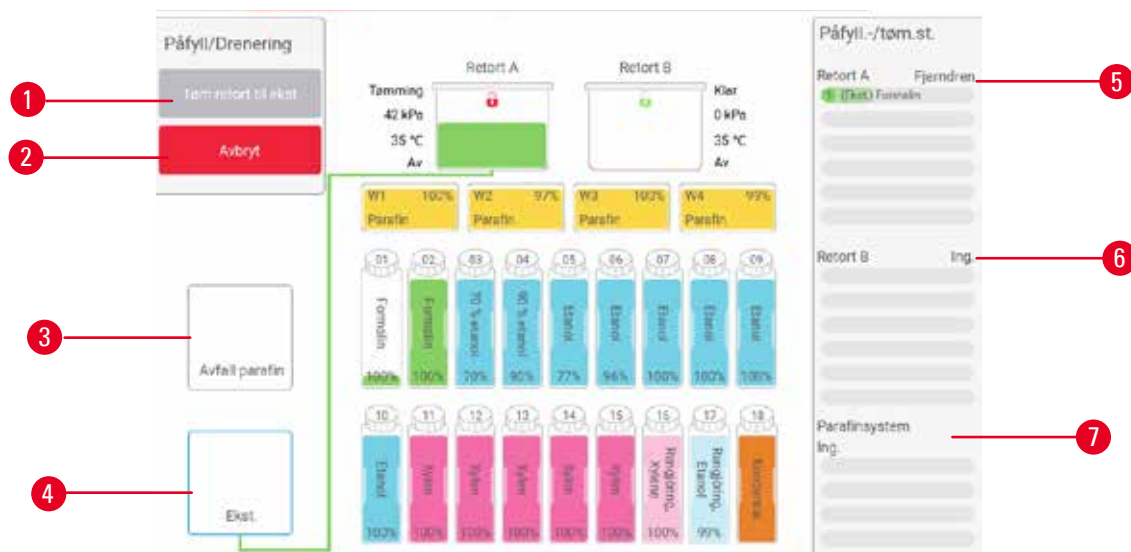 Påfyll/Drenering
Tøm retort til ekst
Avbryt
Avfall parafin
Ekst.
1
2
3
4
Retort A
Retort B
Tømming
42 kPa
35 °C
Av
Klar
0 kPa
35 °C
Av
W1 100%
Parafin
W2 97%
Parafin
W3 100%
Parafin
W4 99%
Parafin
01 02 03 04 05 06 07 08 09
Formalin
Formalin
70 % etanol
90 % etanol
Etanol
Etanol
Etanol
Etanol
Etanol
100% 100% 70% 90% 77% 96% 100% 100% 100%
10 11 12 13 14 15 16 17 18
Etanol
Xylen
Xylen
Xylen
Xylen
Xylen
Rengjöring,
Xylene
Rengjöring,
Etanol
100% 100% 100% 100% 100% 100% 100% 99%
Påfyll.-/tøm.st.
Retort A Fjerndren
1 (Ekst.) Formalin
Retort B Ing.
Parafinsystem
Ing.
5
6
7